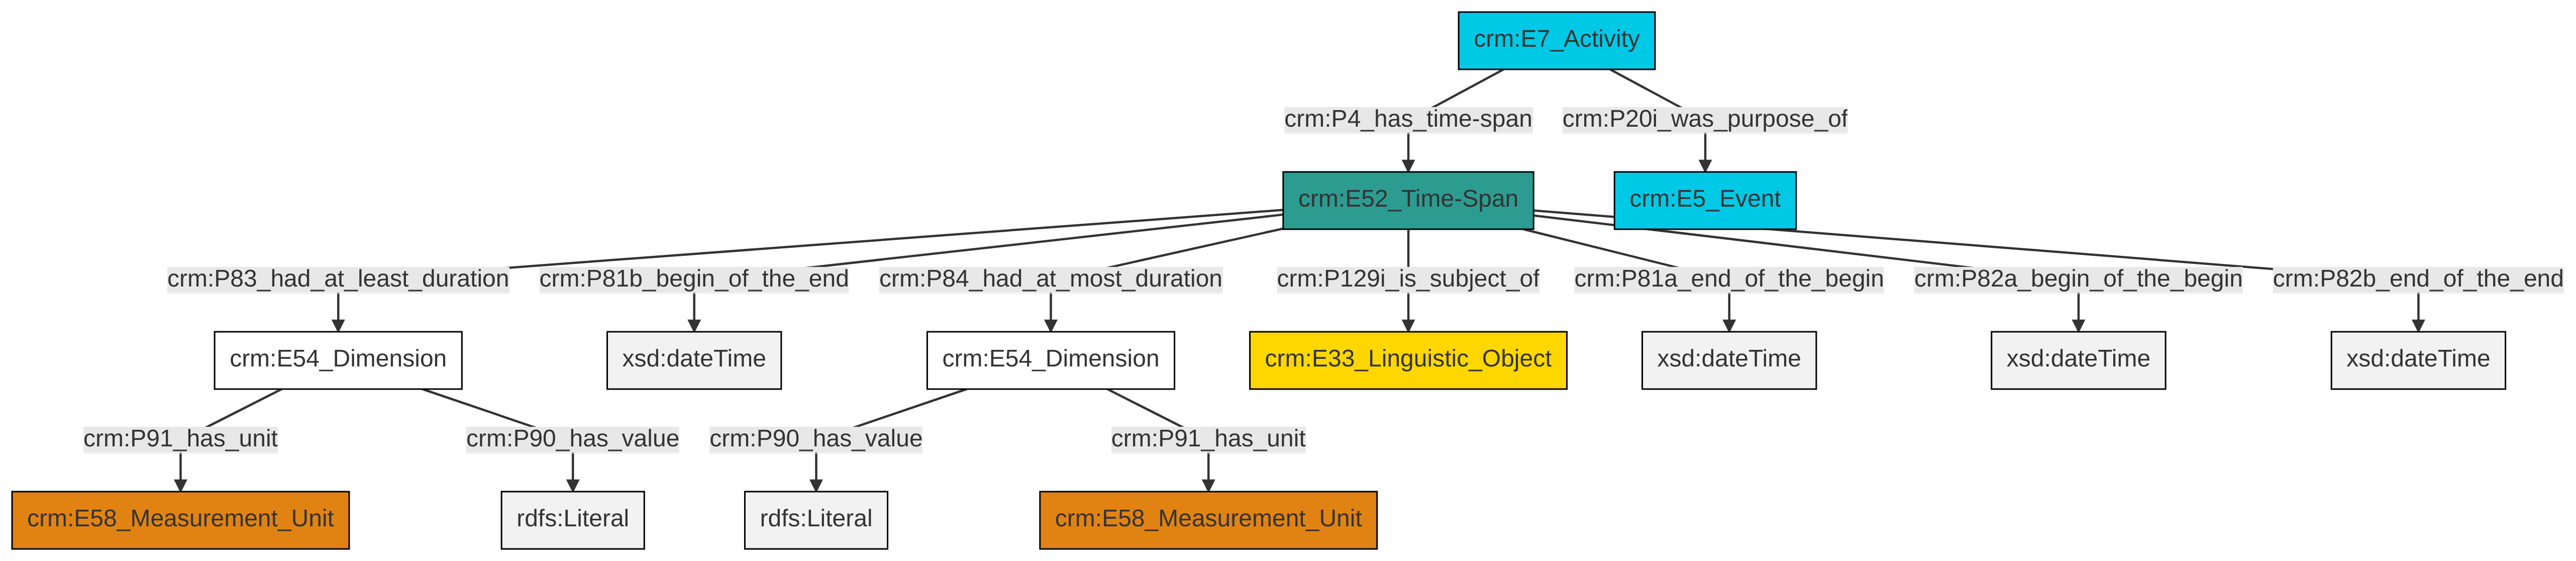 crm:E7_Activity
crm:P4_has_time-span
crm:P20i_was_purpose_of
crm:E52_Time-Span
crm:E5_Event
crm:P83_had_at_least_duration
crm:P81b_begin_of_the_end
crm:P84_had_at_most_duration
crm:P129i_is_subject_of
crm:P81a_end_of_the_begin
crm:P82a_begin_of_the_begin
crm:P82b_end_of_the_end
crm:E54_Dimension
xsd:dateTime
crm:E54_Dimension
crm:E33_Linguistic_Object
xsd:dateTime
xsd:dateTime
xsd:dateTime
crm:P91_has_unit
crm:P90_has_value
crm:P90_has_value
crm:P91_has_unit
crm:E58_Measurement_Unit
rdfs:Literal
rdfs:Literal
crm:E58_Measurement_Unit